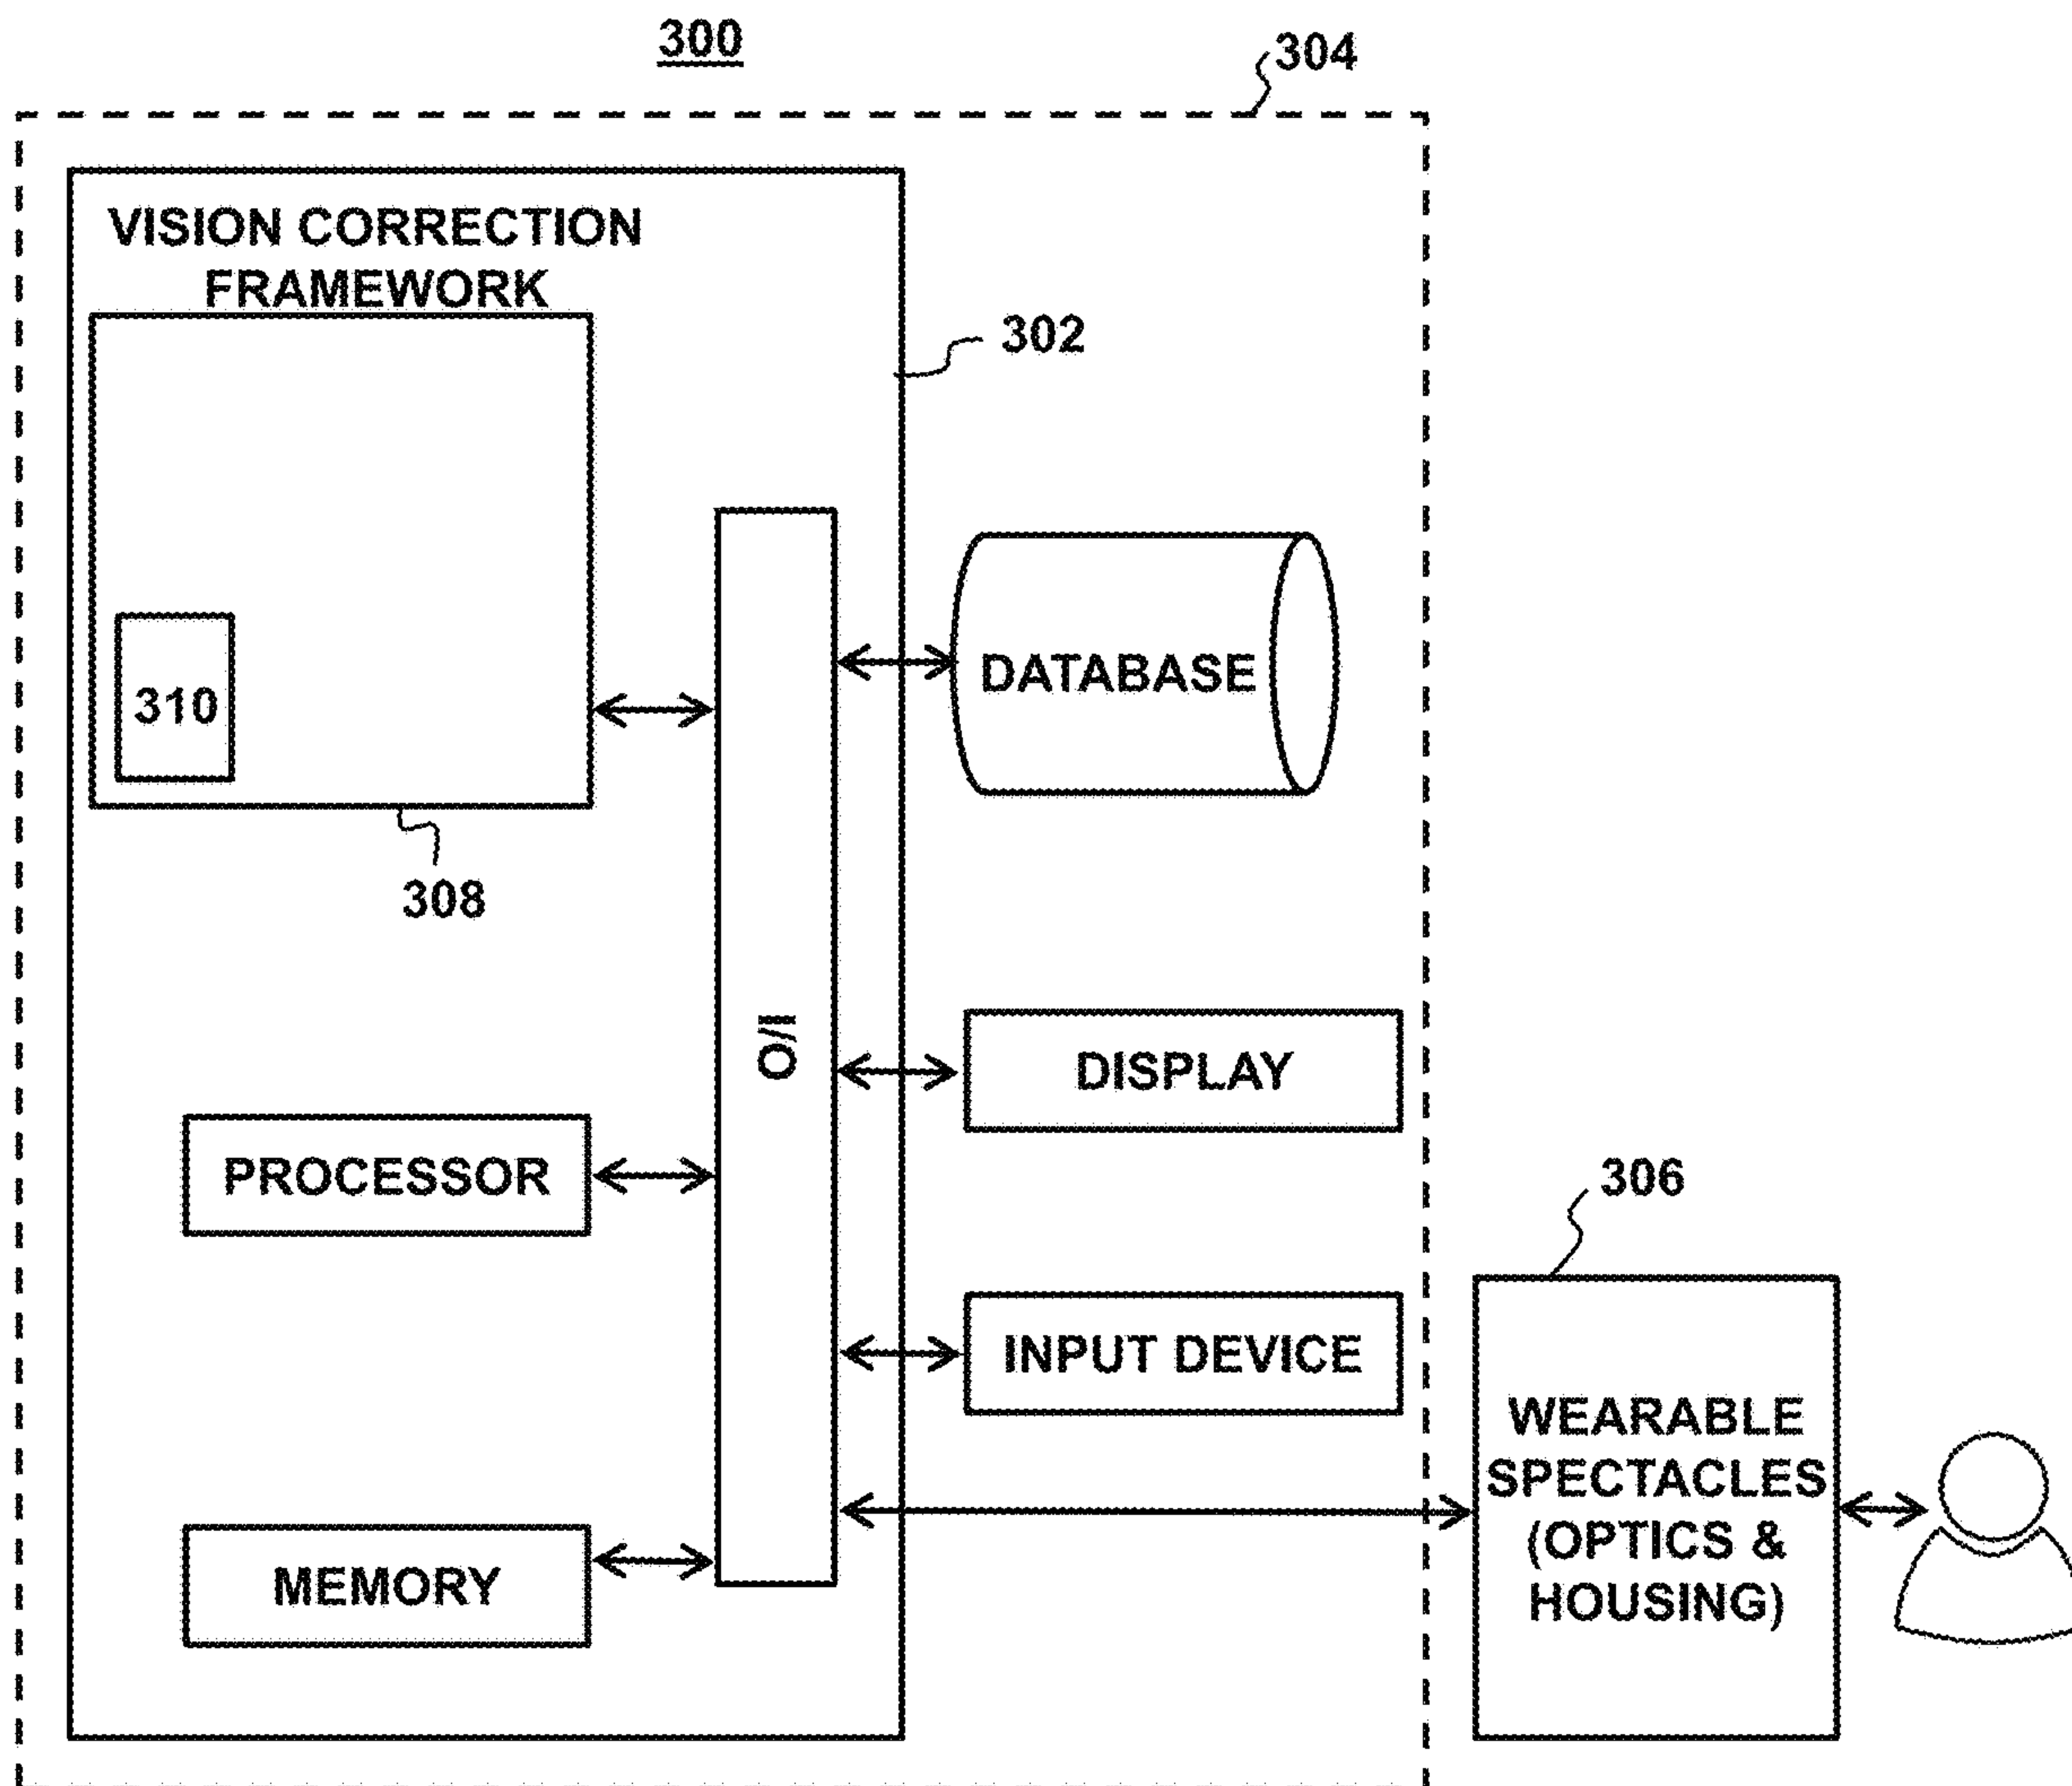 300
304
VISION CORRECTION
FRAMEWORK
302
310
308
I/O
DATABASE
DISPLAY
PROCESSOR
306
INPUT DEVICE
WEARABLE
SPECTACLES
(OPTICS &
HOUSING)
MEMORY